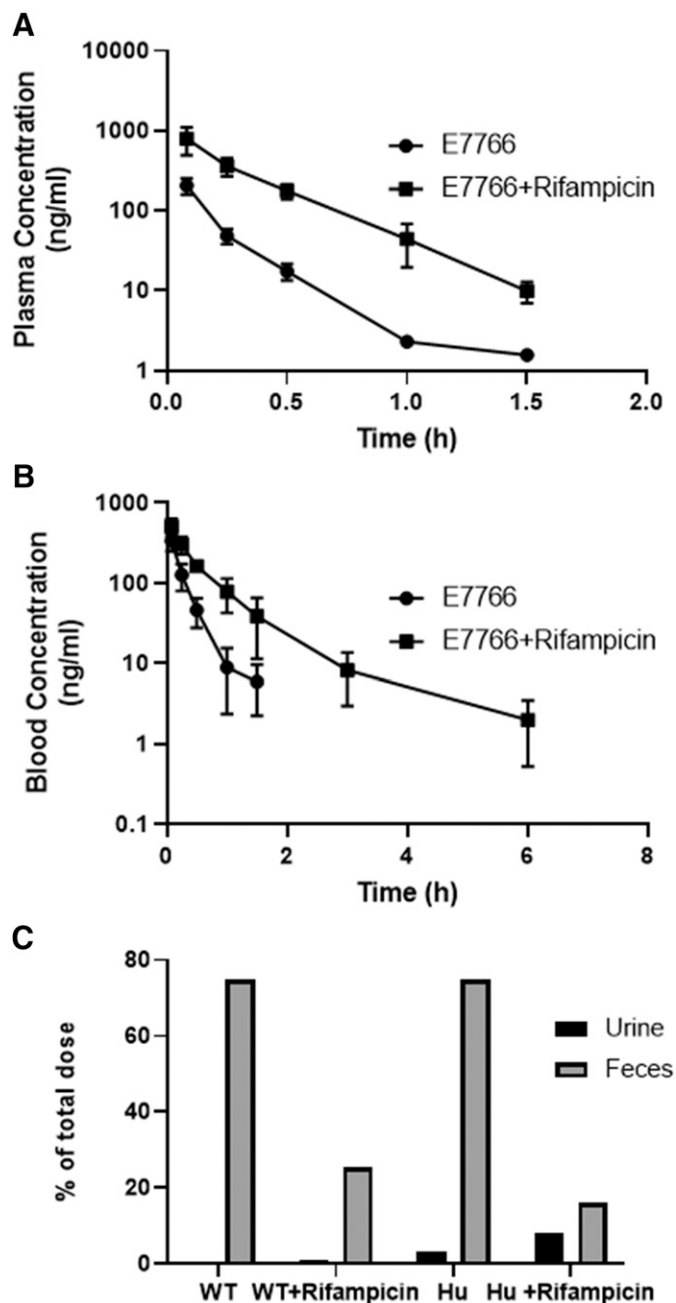 A
Plasma Concentration
(ng/ml)
10000
1000
100
10
1
E7766
E7766+Rifampicin
0.0 0.5 1.0 1.5 2.0
Time (h)
B
Blood Concentration
(ng/ml)
1000
100
10
1
0.1
E7766
E7766+Rifampicin
0 2 4 6 8
Time (h)
C
% of total dose
80
60
40
20
0
Urine
Feces
WT WT+Rifampicin Hu Hu +Rifampicin